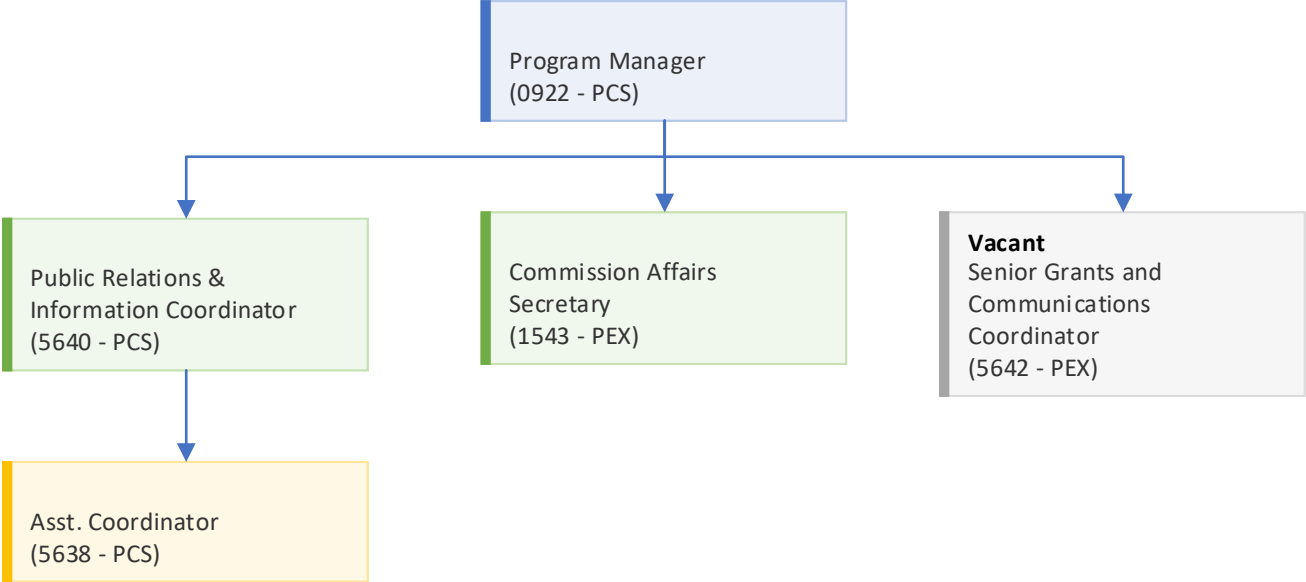 Program Manager
(0922 - PCS)
Public Relations &
Information Coordinator
(5640 - PCS)
Commission Affairs
Secretary
(1543 - PEX)
Vacant
Senior Grants and
Communications
Coordinator
(5642 - PEX)
Asst. Coordinator
(5638 - PCS)